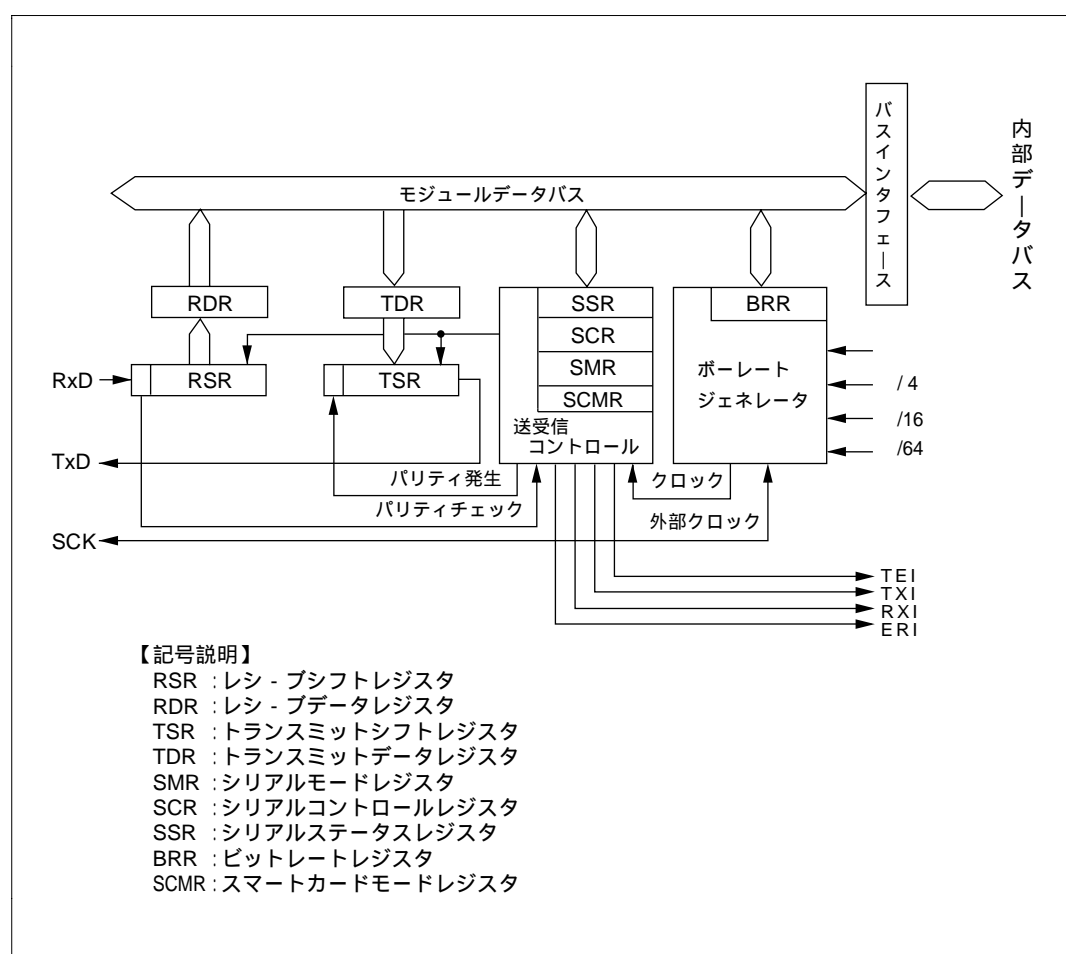 バスインタフェース
内部データバス
モジュールデータバス
RDR
TDR
SSR
BRR
SCR
RxD
RSR
TSR
SMR
ボーレート
ジェネレータ
/ 4
SCMR
/16
送受信
コントロール
/64
TxD
パリティ発生
クロック
パリティチェック
外部クロック
SCK
TEI
TXI
RXI
ERI
【記号説明】
RSR :レシ - ブシフトレジスタ
RDR :レシ - ブデータレジスタ
TSR :トランスミットシフトレジスタ
TDR :トランスミットデータレジスタ
SMR :シリアルモードレジスタ
SCR :シリアルコントロールレジスタ
SSR :シリアルステータスレジスタ
BRR :ビットレートレジスタ
SCMR :スマートカードモードレジスタ